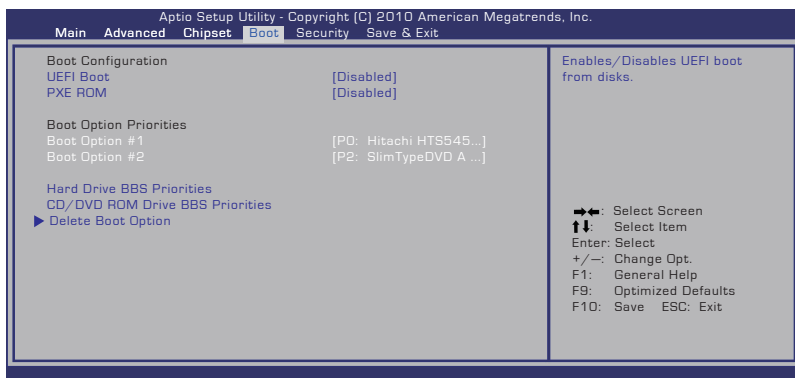 Aptio Setup Utility - Copyright (C) 2010 American Megatrends, Inc.
Main Advanced Chipset Boot Security Save & Exit
Boot Configuration
UEFI Boot [Disabled]
PXE ROM [Disabled]
Boot Option Priorities
Boot Option #1 [P0: Hitachi HTS545...]
Boot Option #2 [P2: SlimTypeDVD A ...]
Hard Drive BBS Priorities
CD/DVD ROM Drive BBS Priorities
Delete Boot Option
Enables/Disables UEFI boot
from disks.
→←: Select Screen
↑↓: Select Item
Enter: Select
+/—: Change Opt.
F1: General Help
F9: Optimized Defaults
F10: Save ESC: Exit